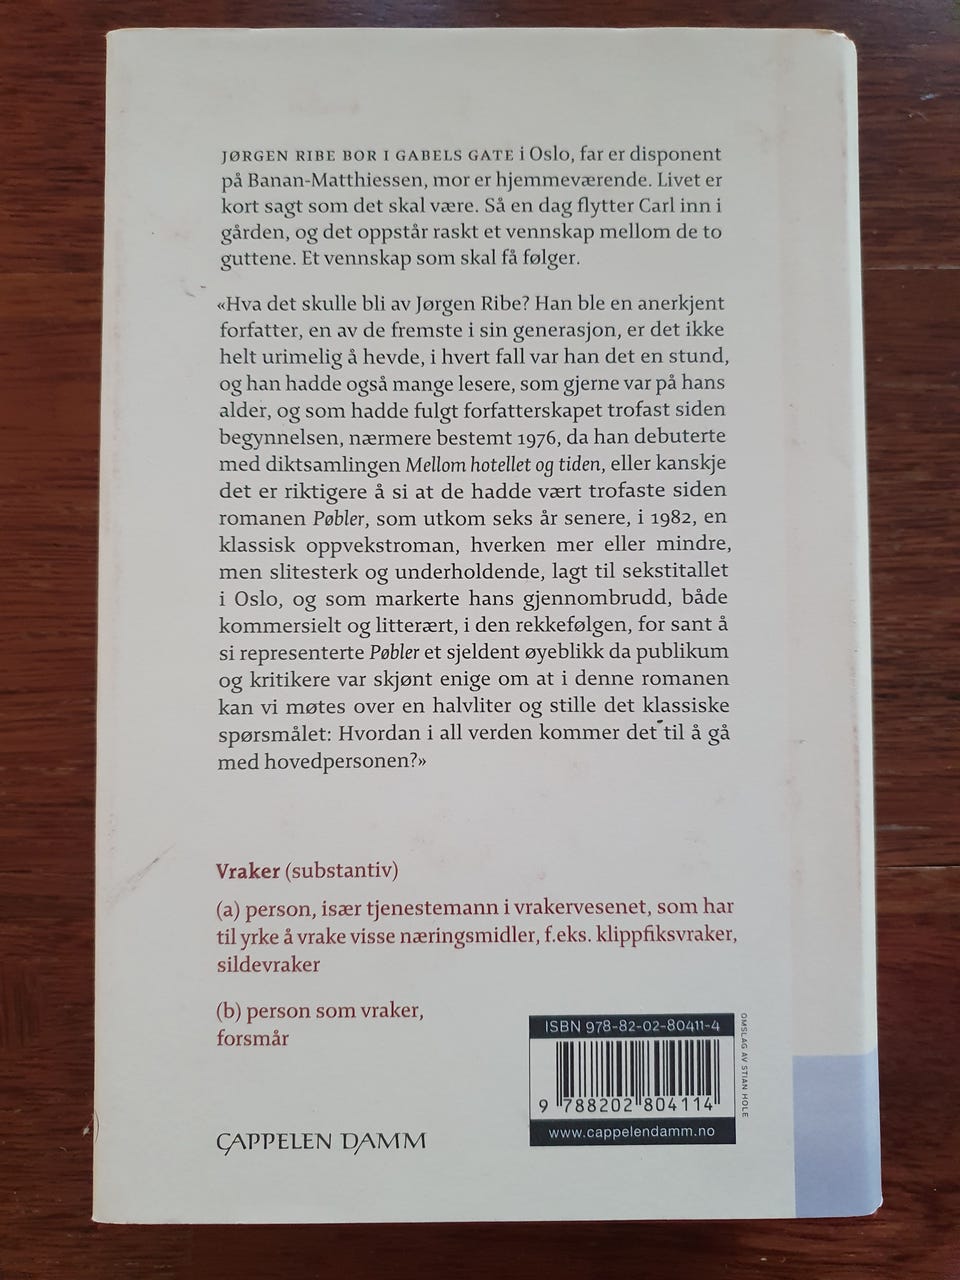 JØRGEN RIBE BOR I GABELS GATE i Oslo, far er disponent
på Banan-Matthiessen, mor er hjemmeværende. Livet er
kort sagt som det skal være. Så en dag flytter Carl inn i
gården, og det oppstår raskt et vennskap mellom de to
guttene. Et vennskap som skal få følger.
«Hva det skulle bli av Jørgen Ribe? Han ble en anerkjent
forfatter, en av de fremste i sin generasjon, er det ikke
helt urimelig å hevde, i hvert fall var han det en stund,
og han hadde også mange lesere, som gjerne var på hans
alder, og som hadde fulgt forfatterskapet trofast siden
begynnelsen, nærmere bestemt 1976, da han debuterte
med diktsamlingen Mellom hotellet og tiden, eller kanskje
det er riktigere å si at de hadde vært trofaste siden
romanen Pøbler, som utkom seks år senere, i 1982, en
klassisk oppvekstroman, hverken mer eller mindre,
men slitesterk og underholdende, lagt til sekstitallet
i Oslo, og som markerte hans gjennombrudd, både
kommersielt og litterært, i den rekkefølgen, for sant å
si representerte Pøbler et sjeldent øyeblikk da publikum
og kritikere var skjønt enige om at i denne romanen
kan vi møtes over en halvliter og stille det klassiske
spørsmålet: Hvordan i all verden kommer det til å gå
med hovedpersonen?»
Vraker (substantiv)
(a) person, især tjenestemann i vrakervesenet, som har
til yrke å vrake visse næringsmidler, f.eks. klippfiksvraker,
sildevraker
(b) person som vraker,
forsmår
ISBN 978-82-02-80411-4
9 788202 804114
www.cappelendamm.no
OMSLAG AV STIAN HOLE
CAPPELEN DAMM